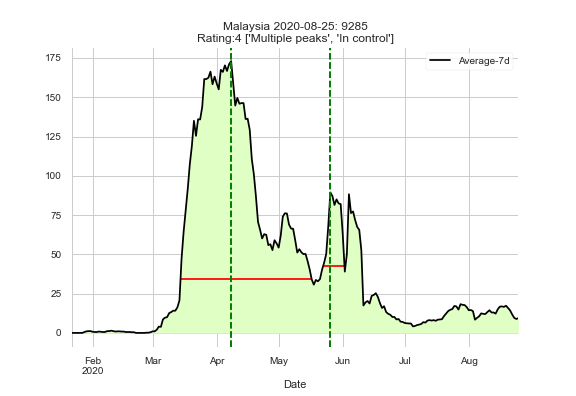 Malaysia 2020-08-25: 9285
Rating:4 ['Multiple peaks', 'In control']
Average-7d
175
150
125
100
75
50
25
0
Feb Mar Apr May Jun Jul Aug
2020
Date